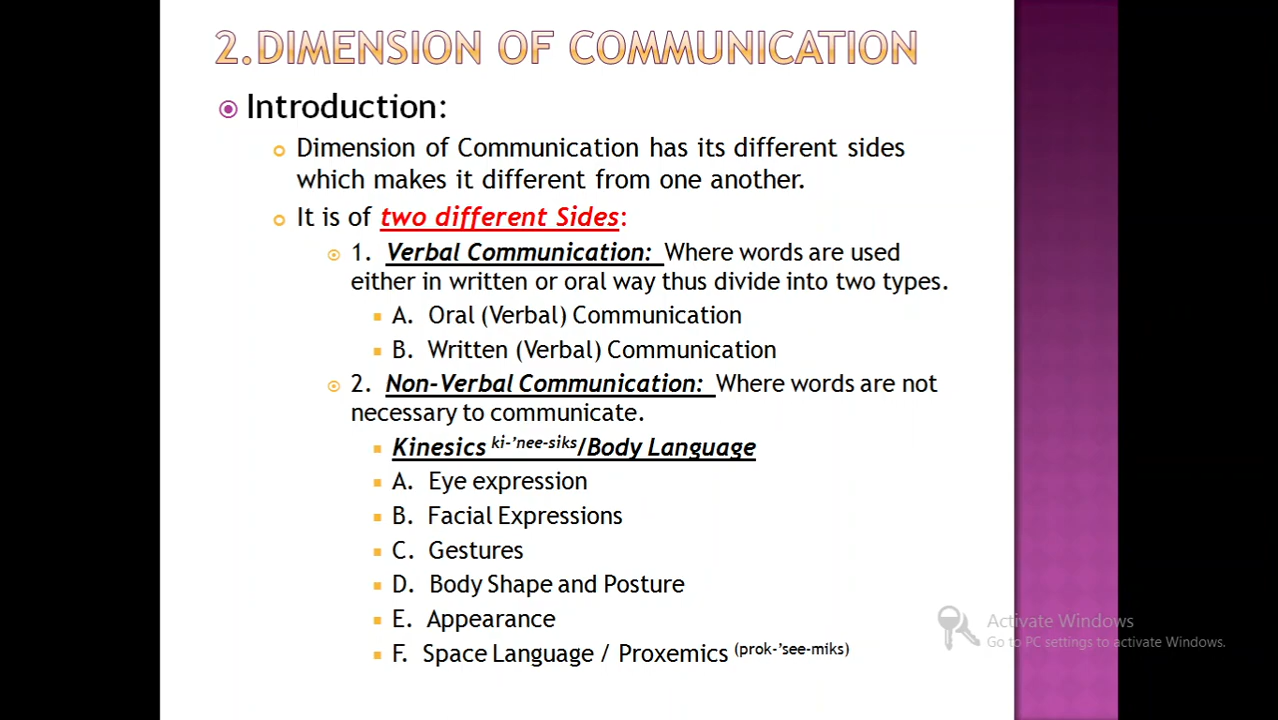 2.DIMENSION OF COMMUNICATION
Introduction:
Dimension of Communication has its different sides
which makes it different from one another.
It is of two different Sides:
1. Verbal Communication: Where words are used
either in written or oral way thus divide into two types.
A. Oral (Verbal) Communication
B. Written (Verbal) Communication
2. Non-Verbal Communication: Where words are not
necessary to communicate.
Kinesics ki-'nee-siks/Body Language
A. Eye expression
B. Facial Expressions
C. Gestures
D. Body Shape and Posture
E. Appearance
F. Space Language / Proxemics (prok-'see-miks)
Activate Windows
Go to PC settings to activate Windows.